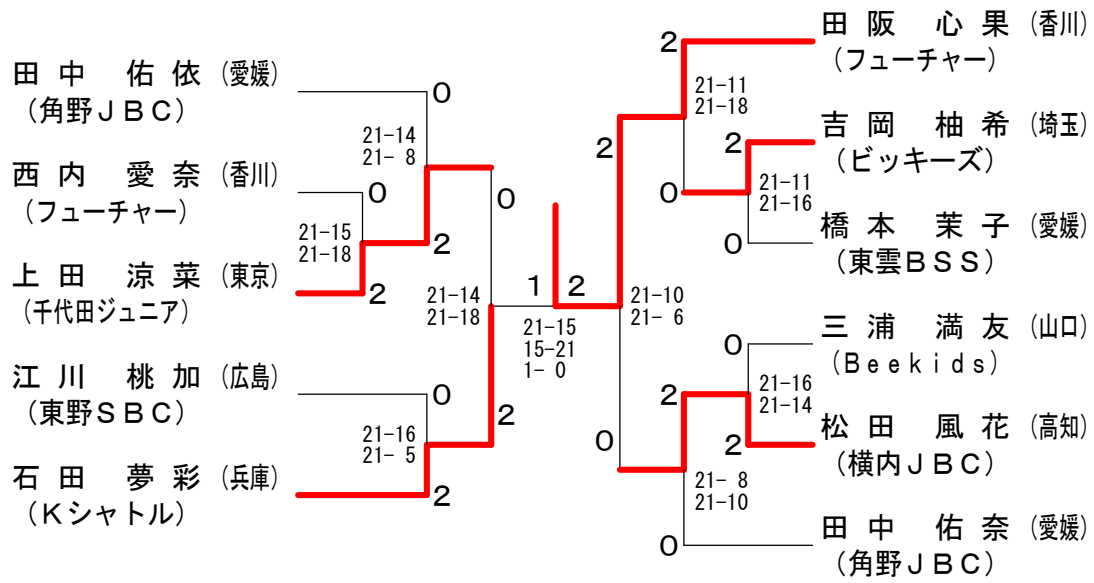 田中 佑依 (愛媛)
(角野JBC)
0
21-14
21- 8
西内 愛奈 (香川)
(フューチャー)
0
21-15
21-18
2
上田 涼菜 (東京)
(千代田ジュニア)
2
0
21-14
21-18
江川 桃加 (広島)
(東野SBC)
0
21-16
21- 5
2
石田 夢彩 (兵庫)
(Kシャトル)
2
1 2
21-15
15-21
1- 0
田阪 心果 (香川)
(フューチャー)
2
21-11
21-18
2
吉岡 柚希 (埼玉)
(ビッキーズ)
2
0
21-11
21-16
橋本 茉子 (愛媛)
(東雲BSS)
0
21-10
21- 6
三浦 満友 (山口)
(Beekids)
0
21-16
21-14
2
松田 風花 (高知)
(横内JBC)
2
0
21- 8
21-10
田中 佑奈 (愛媛)
(角野JBC)
0